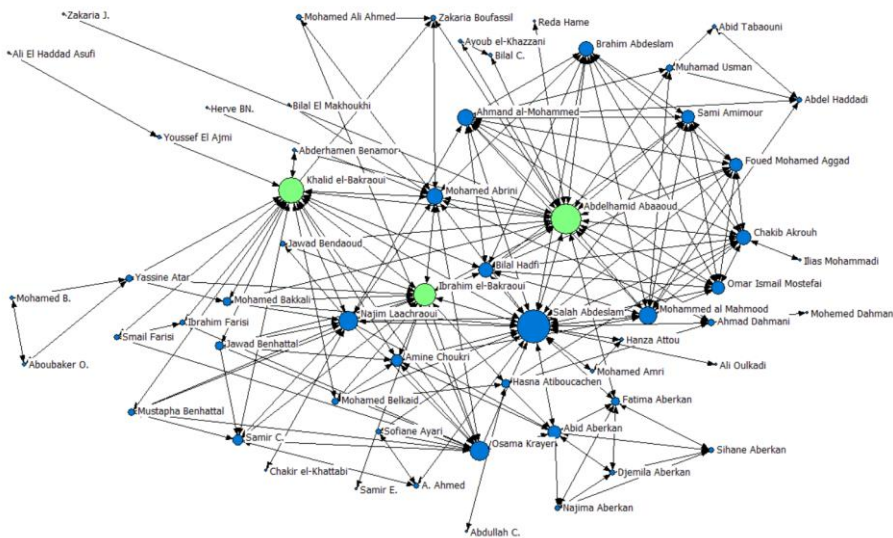 Zakaria J.
Mohamed Ali Ahmed
Zakaria Boufassil
Reda Hame
Abid Tabaouni
Ali El Haddad Asufi
Ayoub el-Khazzani
Bilal C.
Brahim Abdeslam
Muhamad Usman
Abdel Haddadi
Herve BN.
Bilal El Makhoukhi
Ahmand al-Mohammed
Sami Amimour
Youssef El Ajmi
Abderhamen Benamor
Foued Mohamed Aggad
Khalid el-Bakraoui
Mohamed Abrini
Abdelhamid Abaaoud
Jawad Bendaoud
Chakib Akrouh
Ilias Mohammadi
Yassine Atar
Bilal Hadfi
Ibrahim el-Bakraoui
Omar Ismail Mostefai
Mohamed B.
Mohamed Bakkali
Najim Laachraoui
Salah Abdeslam
Mohammed al Mahmood
Ahmad Dahmani
Mohemed Dahman
Ibrahim Farisi
Smail Farisi
Jawad Benhattal
Hanza Attou
Aboubaker O.
Amine Choukri
Mohamed Amri
Ali Oulkadi
Hasna Atiboucachen
Mohamed Belkaid
Fatima Aberkan
Mustapha Benhattal
Sofiane Ayari
Abid Aberkan
Samir C.
Osama Krayen
Sihane Aberkan
Chakir el-Khattabi
Djemila Aberkan
Samir E.
A. Ahmed
Najima Aberkan
Abdullah C.